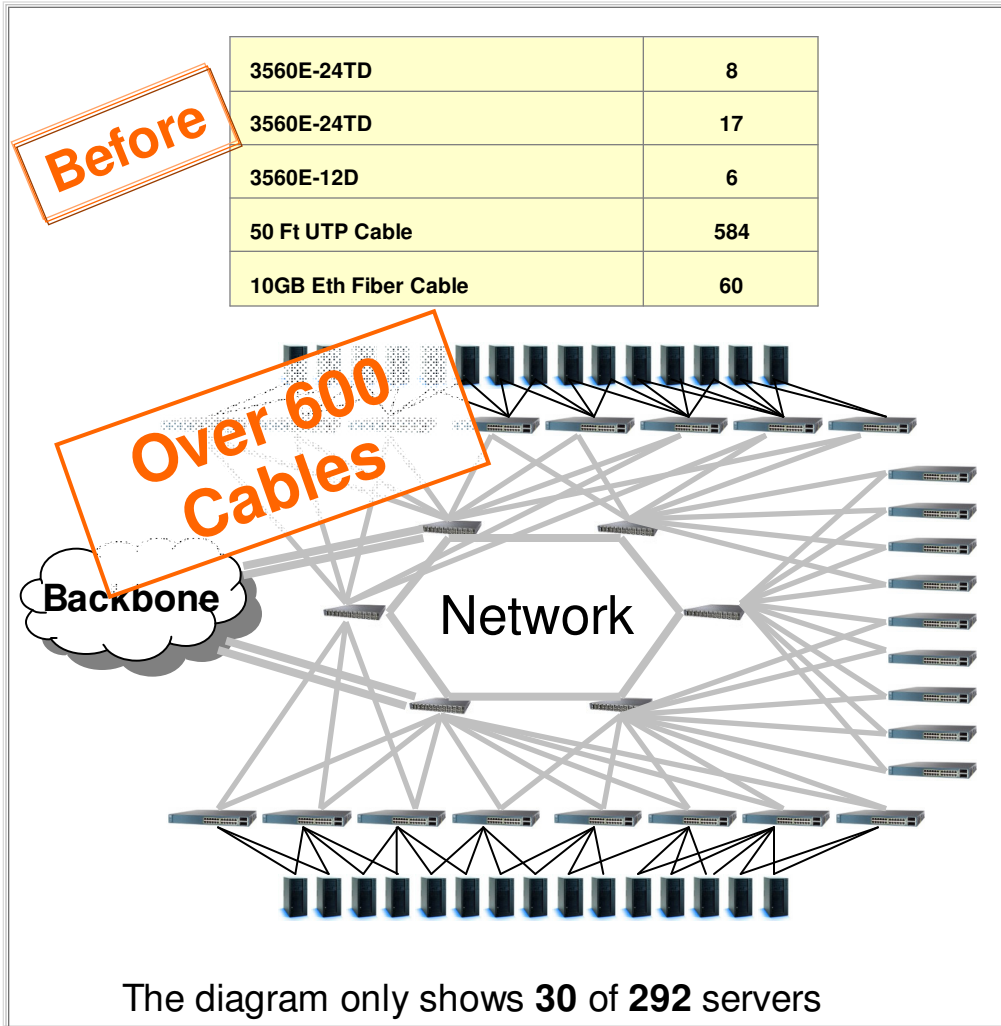 Before
3560E-24TD 8
3560E-24TD 17
3560E-12D 6
50 Ft UTP Cable 584
10GB Eth Fiber Cable 60
Over 600
Cables
Backbone
Network
The diagram only shows 30 of 292 servers